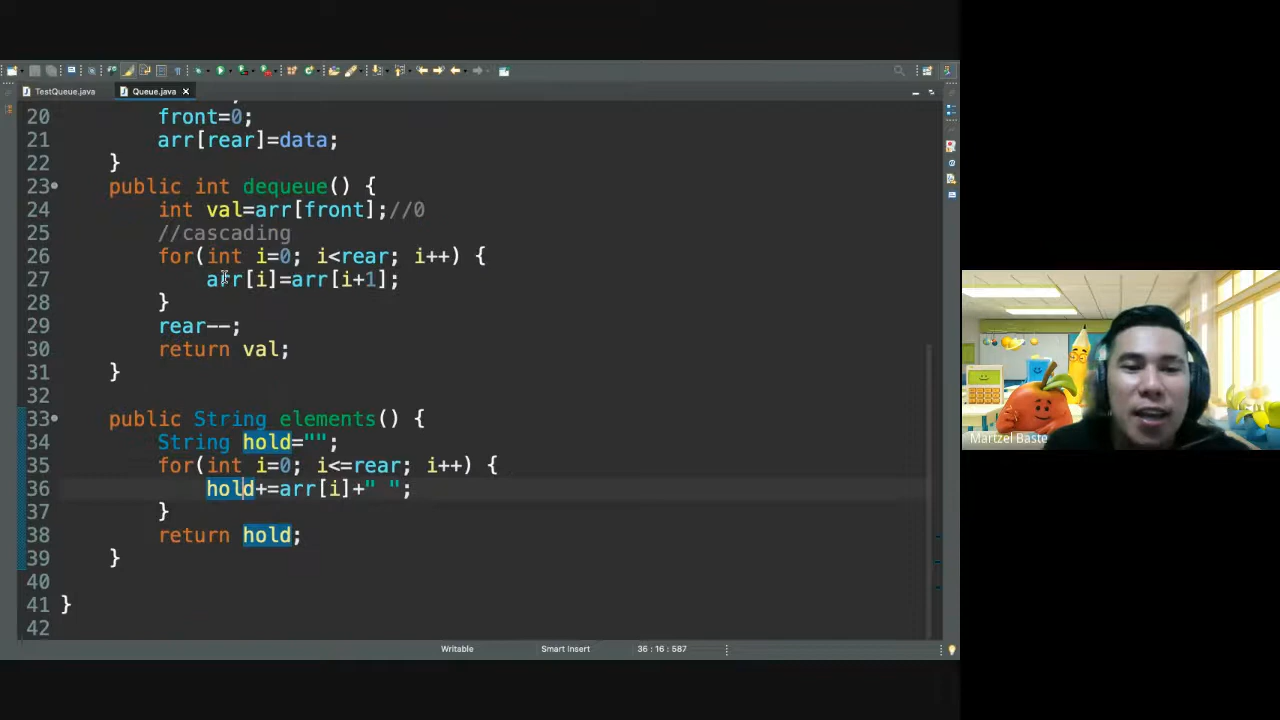 TestQueue.java
Queue.java
20 front=0;
21 arr[rear]=data;
22 }
23 public int dequeue() {
24 int val=arr[front];//0
25 //cascading
26 for(int i=0; i<rear; i++) {
27 arr[i]=arr[i+1];
28 }
29 rear--;
30 return val;
31 }
32
33 public String elements() {
34 String hold="";
35 for(int i=0; i<=rear; i++) {
36 hold+=arr[i]+" ";
37 }
38 return hold;
39 }
40
41 }
42
Writable Smart Insert 36 : 16 : 587
Martzel Baste